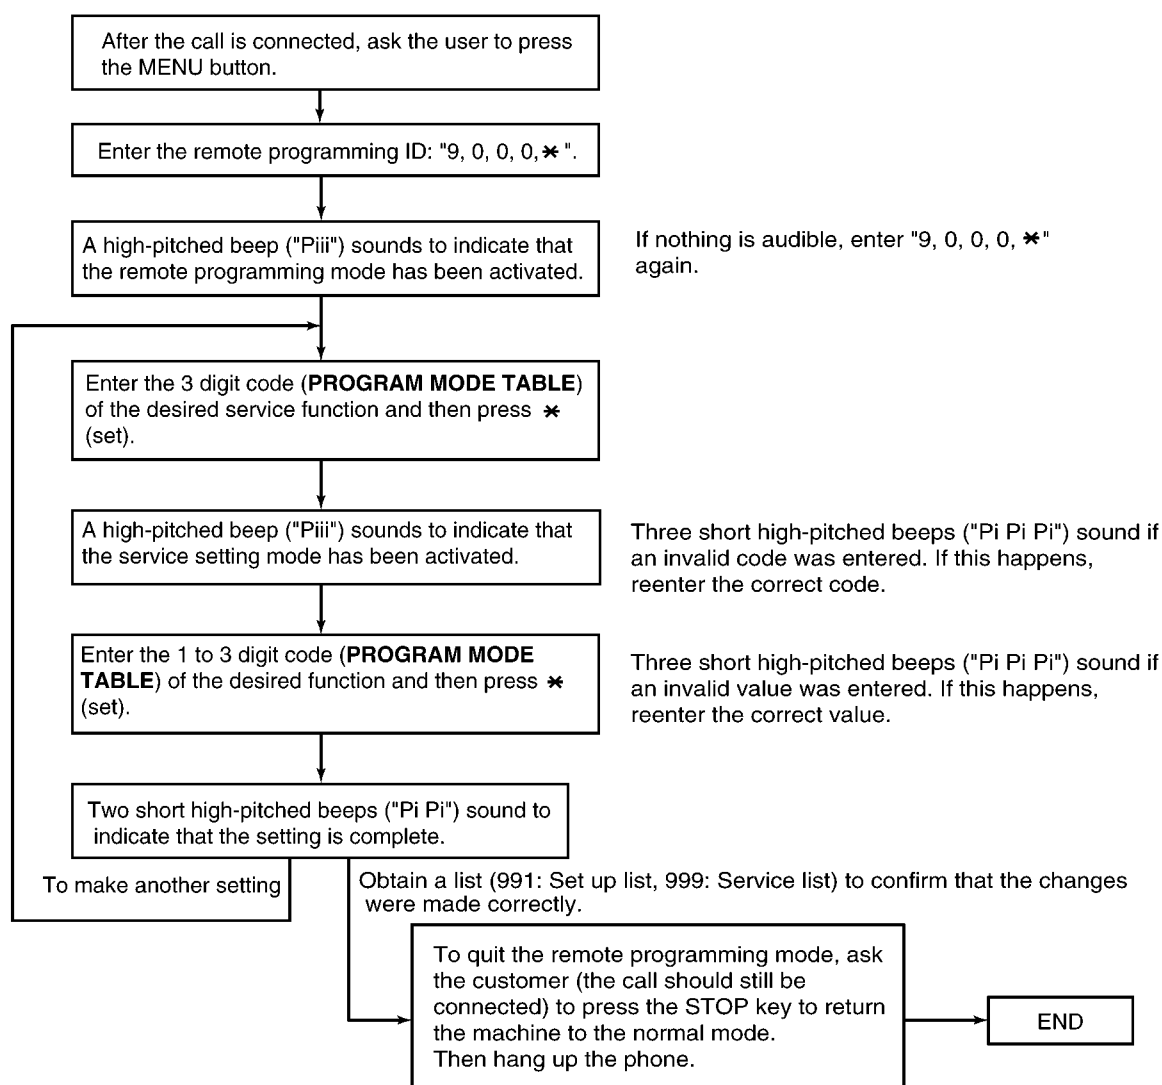 After the call is connected, ask the user to press
the MENU button.
Enter the remote programming ID: "9, 0, 0, 0, * ".
A high-pitched beep ("Piii") sounds to indicate that
the remote programming mode has been activated.
If nothing is audible, enter "9, 0, 0, 0, * "
again.
Enter the 3 digit code (PROGRAM MODE TABLE)
of the desired service function and then press *
(set).
A high-pitched beep ("Piii") sounds to indicate that
the service setting mode has been activated.
Three short high-pitched beeps ("Pi Pi Pi") sound if
an invalid code was entered. If this happens,
reenter the correct code.
Enter the 1 to 3 digit code (PROGRAM MODE
TABLE) of the desired function and then press *
(set).
Three short high-pitched beeps ("Pi Pi Pi") sound if
an invalid value was entered. If this happens,
reenter the correct value.
Two short high-pitched beeps ("Pi Pi") sound to
indicate that the setting is complete.
To make another setting
Obtain a list (991: Set up list, 999: Service list) to confirm that the changes
were made correctly.
To quit the remote programming mode, ask
the customer (the call should still be
connected) to press the STOP key to return
the machine to the normal mode.
Then hang up the phone.
END